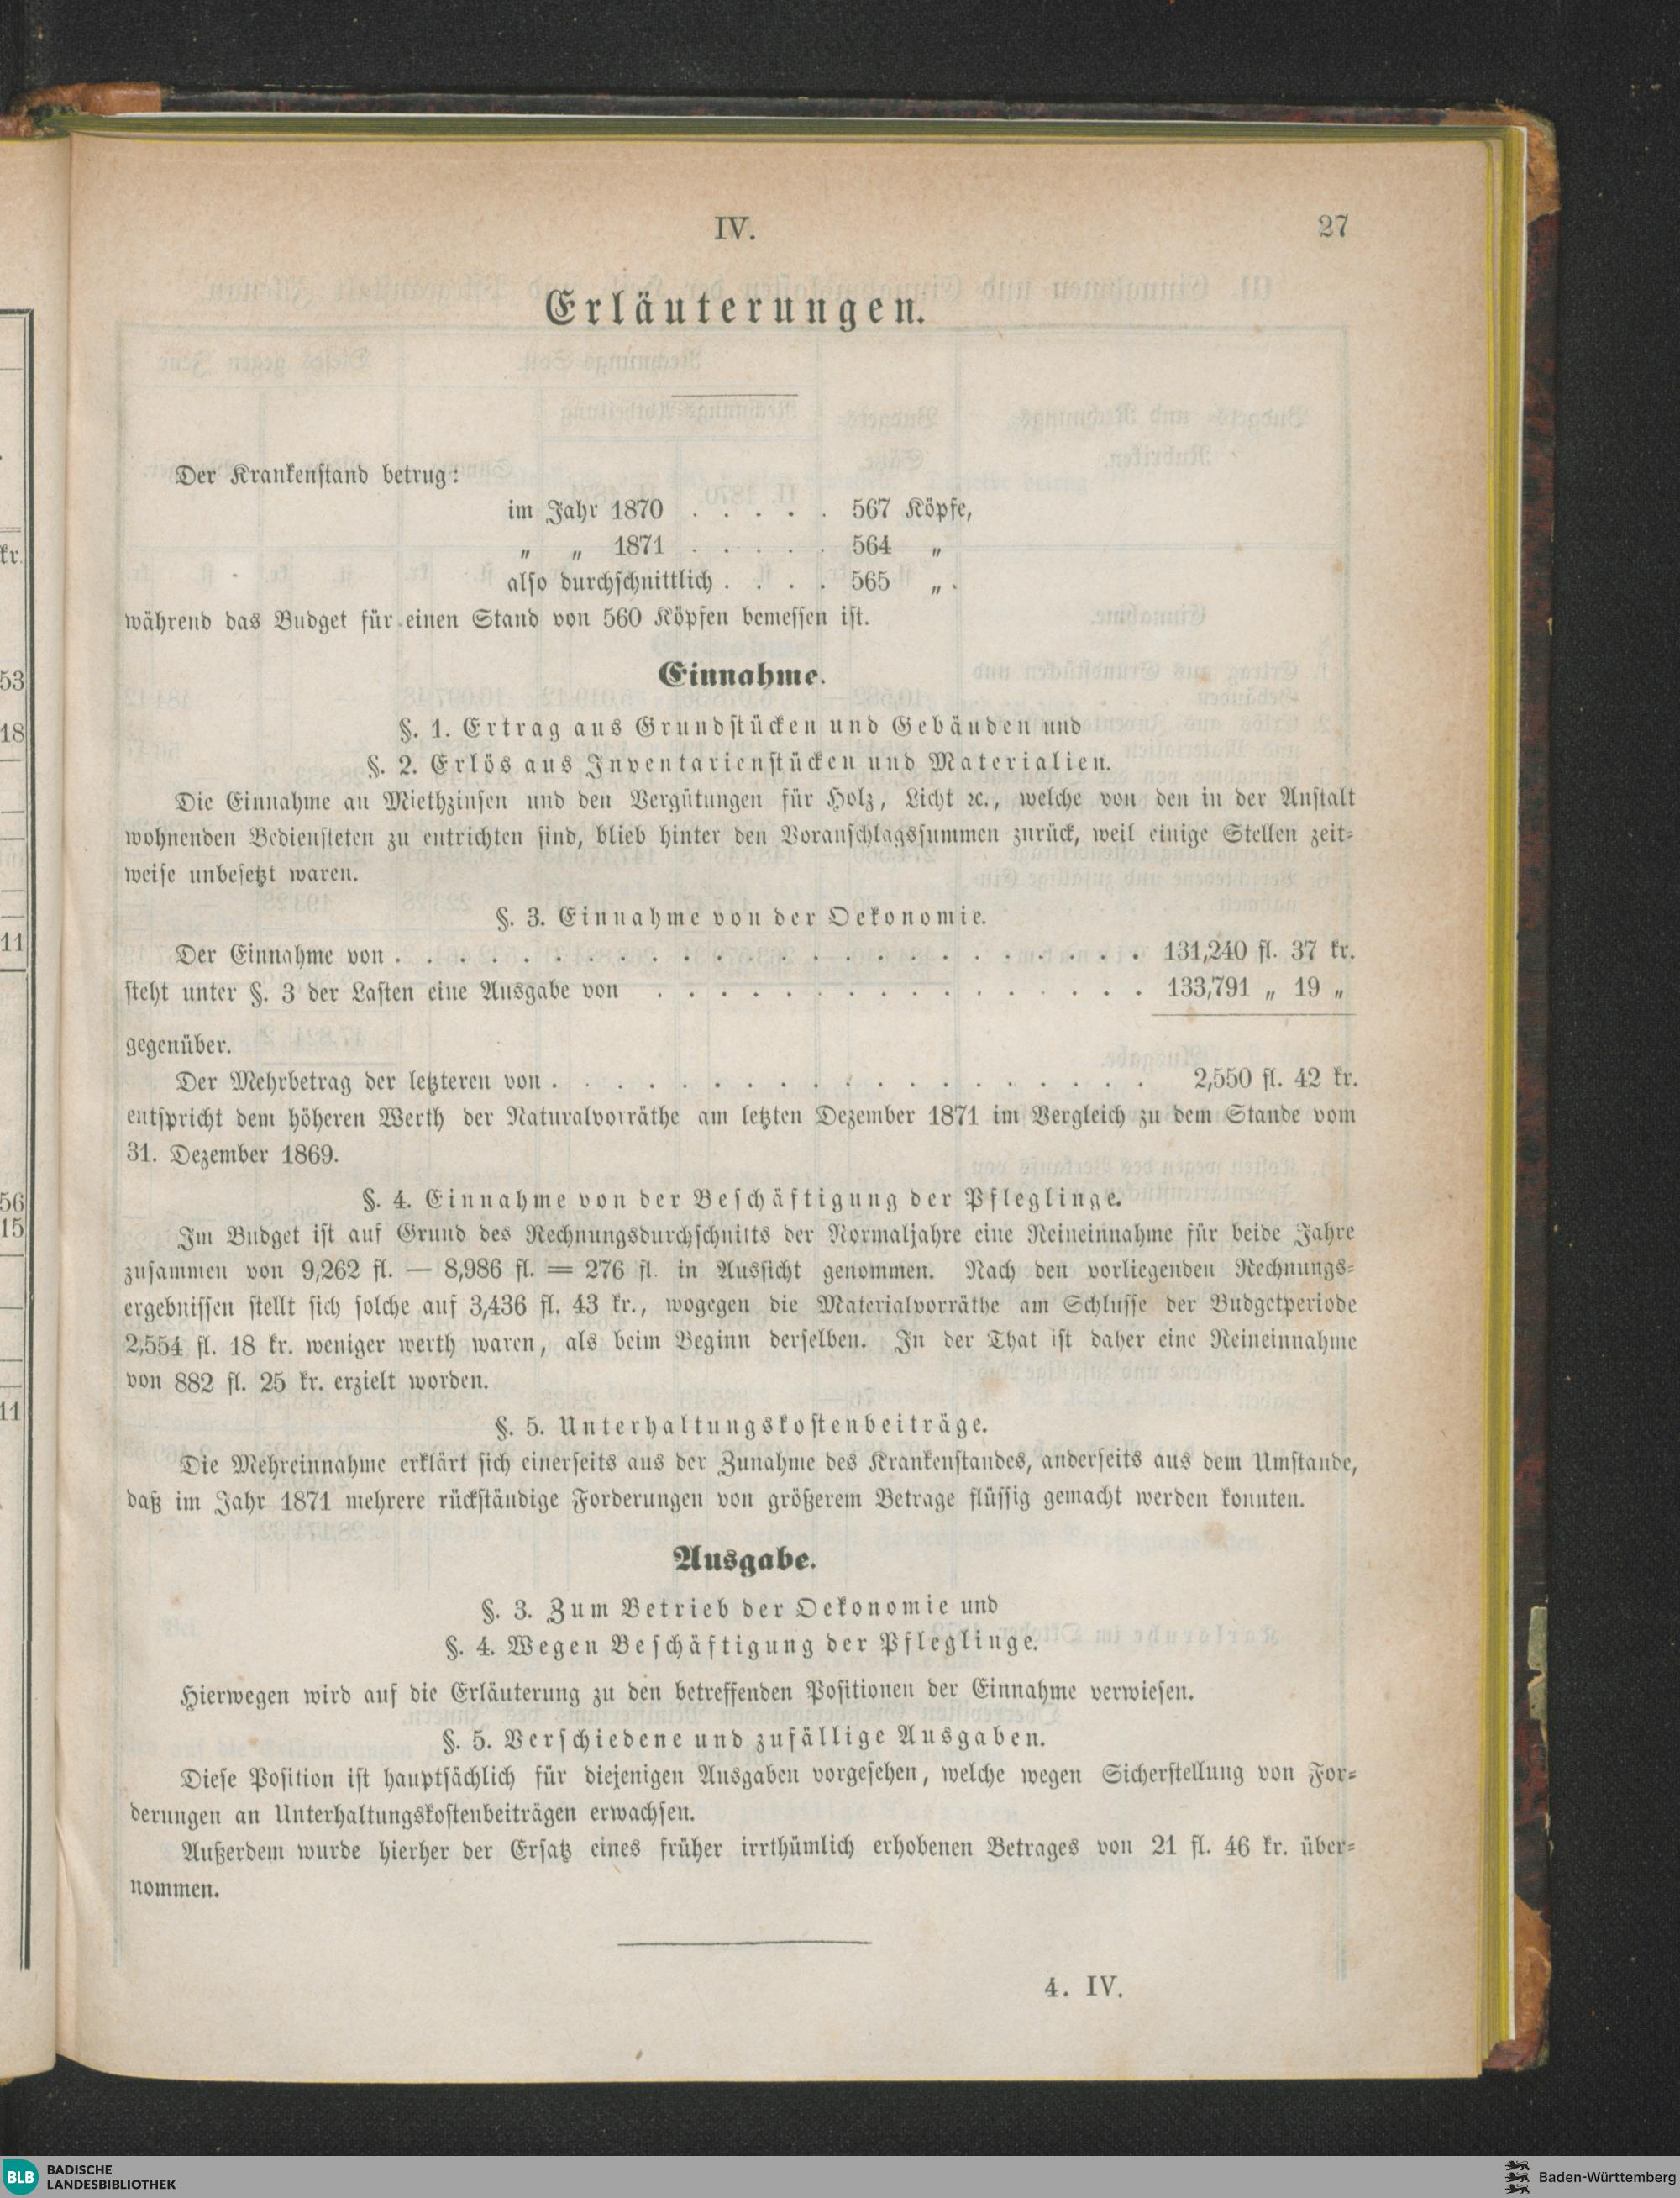 IV.
27
Erläuterungen.
Der Krankenstand betrug:
im Jahr 1870 . . . . . 567 Köpfe,
„ „ 1871 . . . . . 564 „
also durchschnittlich . . . . 565 „ .
während das Budget für einen Stand von 560 Köpfen bemessen ist.
Einnahme.
§. 1. Ertrag aus Grundstücken und Gebäuden und
§. 2. Erlös aus Inventarienstücken und Materialien.
Die Einnahme an Miethzinsen und den Vergütungen für Holz, Licht ꝛc., welche von den in der Anstalt
wohnenden Bediensteten zu entrichten sind, blieb hinter den Voranschlagssummen zurück, weil einige Stellen zeit=
weise unbesetzt waren.
§. 3. Einnahme von der Oekonomie.
Der Einnahme von . . . . . . . . . . . . . . . . . . . . . . . . 131,240 fl. 37 kr.
steht unter §. 3 der Lasten eine Ausgabe von . . . . . . . . . . . . . . . . 133,791 „ 19 „
gegenüber.
Der Mehrbetrag der letzteren von . . . . . . . . . . . . . . . . . . . 2,550 fl. 42 kr.
entspricht dem höheren Werth der Naturalvorräthe am letzten Dezember 1871 im Vergleich zu dem Stande vom
31. Dezember 1869.
§. 4. Einnahme von der Beschäftigung der Pfleglinge.
Im Budget ist auf Grund des Rechnungsdurchschnitts der Normaljahre eine Reineinnahme für beide Jahre
zusammen von 9,262 fl. — 8,986 fl. = 276 fl. in Aussicht genommen. Nach den vorliegenden Rechnungs=
ergebnissen stellt sich solche auf 3,436 fl. 43 kr., wogegen die Materialvorräthe am Schlusse der Budgetperiode
2,554 fl. 18 kr. weniger werth waren, als beim Beginn derselben. In der That ist daher eine Reineinnahme
von 882 fl. 25 kr. erzielt worden.
§. 5. Unterhaltungskostenbeiträge.
Die Mehreinnahme erklärt sich einerseits aus der Zunahme des Krankenstandes, anderseits aus dem Umstande,
daß im Jahr 1871 mehrere rückständige Forderungen von größerem Betrage flüssig gemacht werden konnten.
Ausgabe.
§. 3. Zum Betrieb der Oekonomie und
§. 4. Wegen Beschäftigung der Pfleglinge.
Hierwegen wird auf die Erläuterung zu den betreffenden Positionen der Einnahme verwiesen.
§. 5. Verschiedene und zufällige Ausgaben.
Diese Position ist hauptsächlich für diejenigen Ausgaben vorgesehen, welche wegen Sicherstellung von For=
derungen an Unterhaltungskostenbeiträgen erwachsen.
Außerdem wurde hierher der Ersatz eines früher irrthümlich erhobenen Betrages von 21 fl. 46 kr. über=
nommen.
4. IV.
kr.
53
18
11
56
15
11
BLB
BADISCHE
LANDESBIBLIOTHEK
Baden-Württemberg